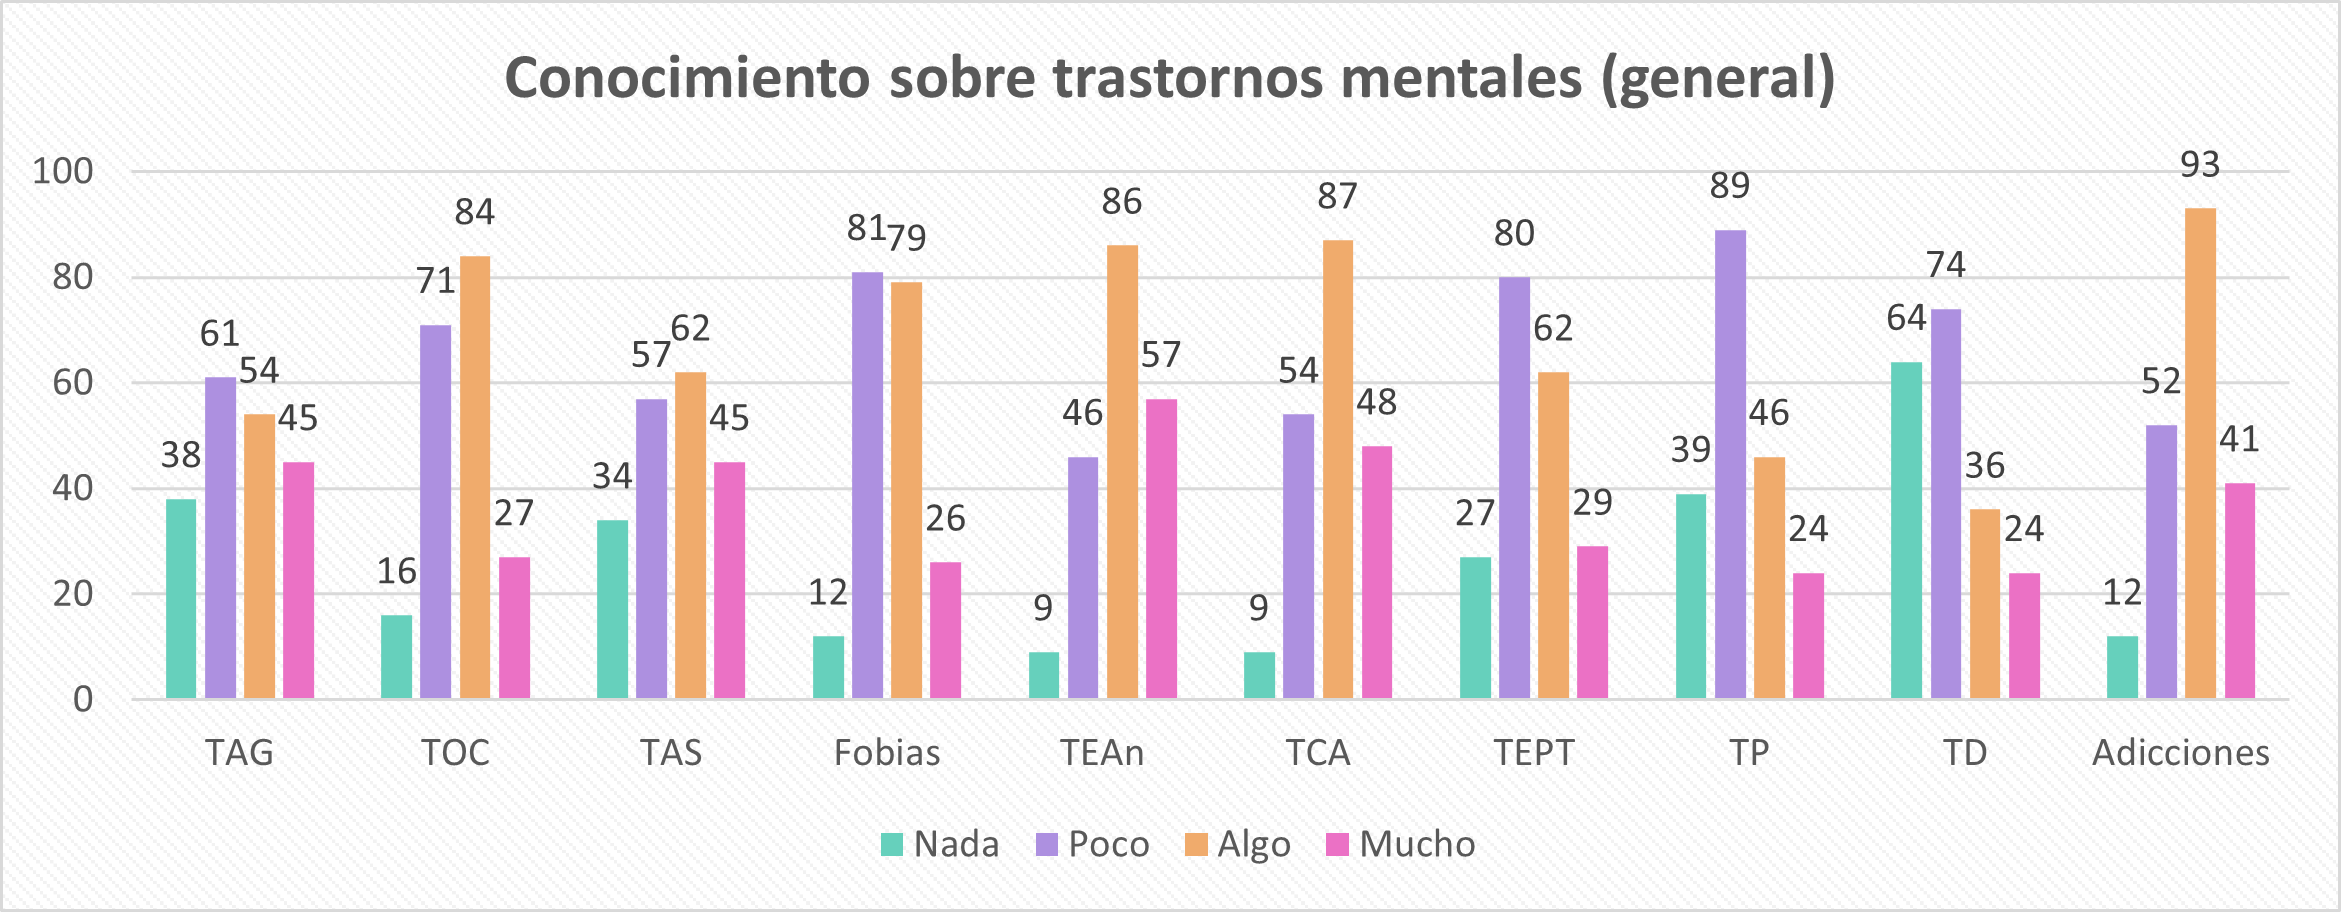 Conocimiento sobre trastornos mentales (general)
100
80
60
40
20
0
38 61 54 45
16 71 84 27
34 57 62 45
12 81 79 26
9 46 86 57
9 54 87 48
27 80 62 29
39 89 46 24
64 74 36 24
12 52 93 41
TAG TOC TAS Fobias TEAn TCA TEPT TP TD Adicciones
Nada Poco Algo Mucho